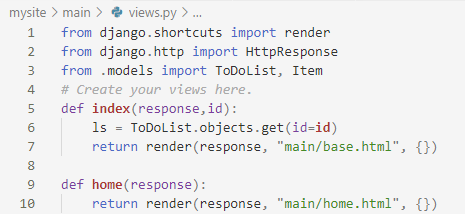 mysite > main > views.py > ...
1 from django.shortcuts import render
2 from django.http import HttpResponse
3 from .models import ToDoList, Item
4 # Create your views here.
5 def index(response,id):
6     ls = ToDoList.objects.get(id=id)
7     return render(response, "main/base.html", {})
8
9 def home(response):
10     return render(response, "main/home.html", {})